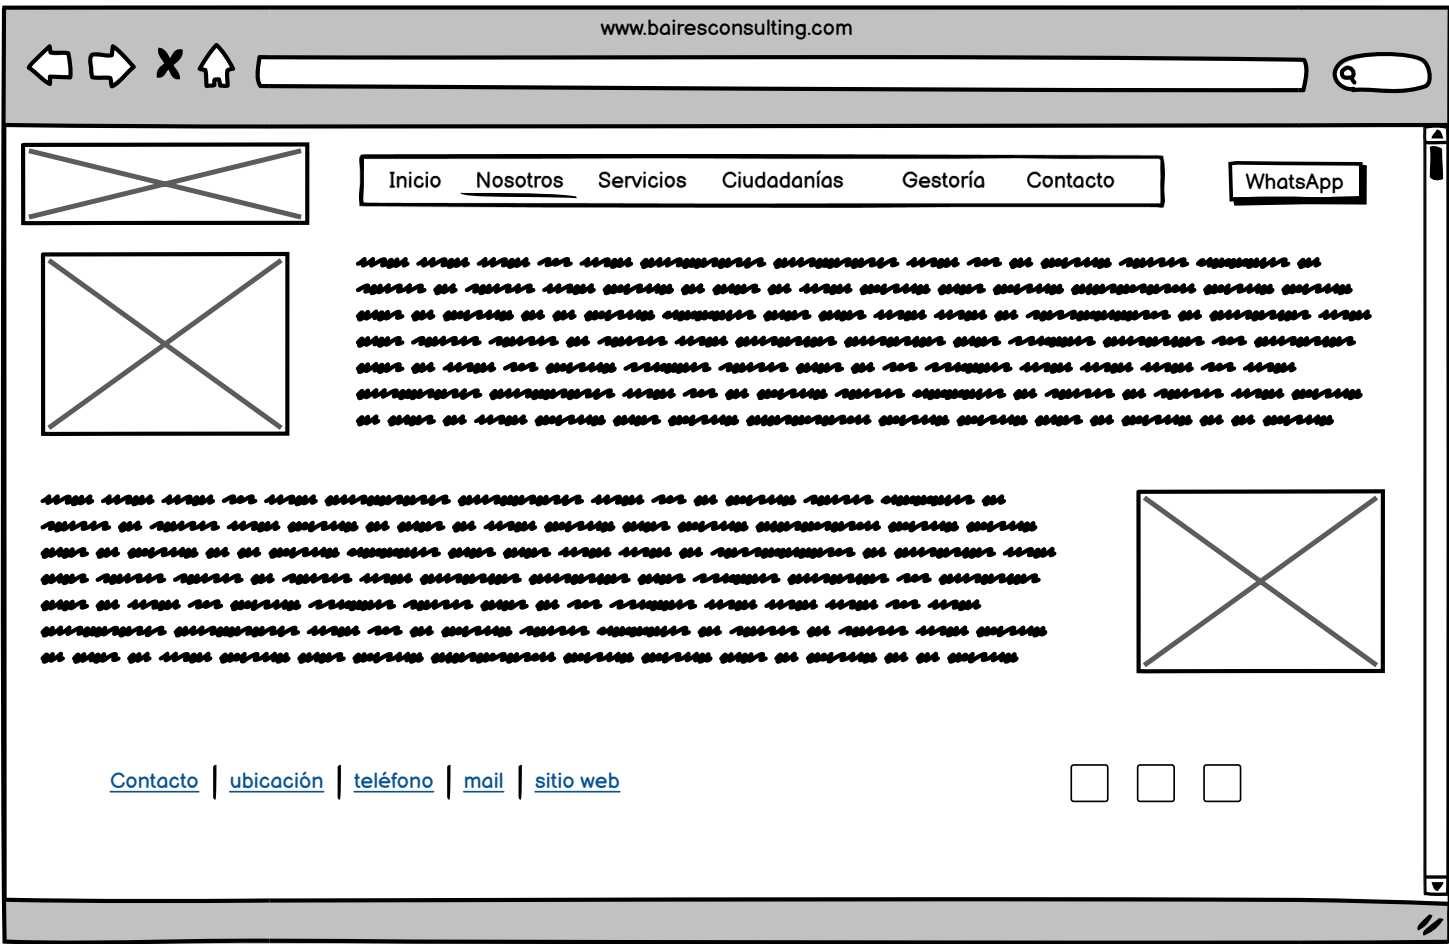 www.bairesconsulting.com
Inicio Nosotros Servicios Ciudadanías Gestoría Contacto WhatsApp
Contacto ubicación teléfono mail sitio web